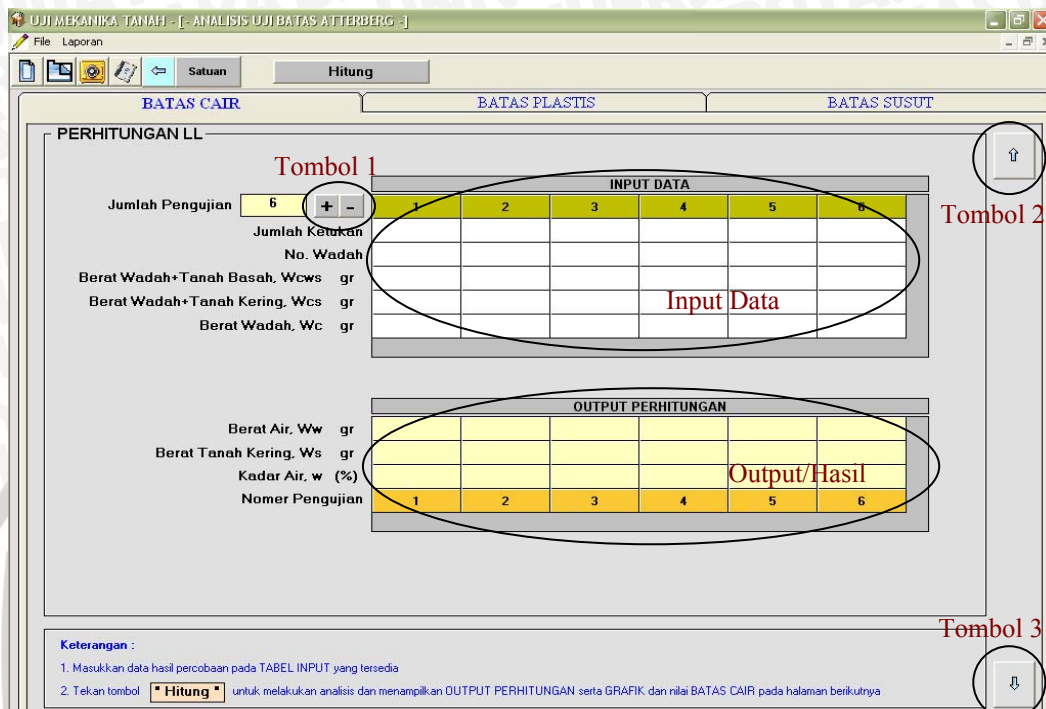 UJI MEKANIKA TANAH - [- ANALISIS UJI BATAS ATTERBERG -]
File Laporan
Satuan Hitung
BATAS CAIR BATAS PLASTIS BATAS SUSUT
PERHITUNGAN LL
Tombol 1
INPUT DATA
Jumlah Pengujian 6 + - 1 2 3 4 5 6
Tombol 2
Jumlah Ketukan
No. Wadah
Berat Wadah+Tanah Basah, Wcws gr
Berat Wadah+Tanah Kering, Wcs gr
Input Data
Berat Wadah, Wc gr
OUTPUT PERHITUNGAN
Berat Air, Ww gr
Berat Tanah Kering, Ws gr
Kadar Air, w (%)
Output/Hasil
Nomer Pengujian 1 2 3 4 5 6
Tombol 3
Keterangan :
1. Masukkan data hasil percobaan pada TABEL INPUT yang tersedia
2. Tekan tombol " Hitung " untuk melakukan analisis dan menampilkan OUTPUT PERHITUNGAN serta GRAFIK dan nilai BATAS CAIR pada halaman berikutnya